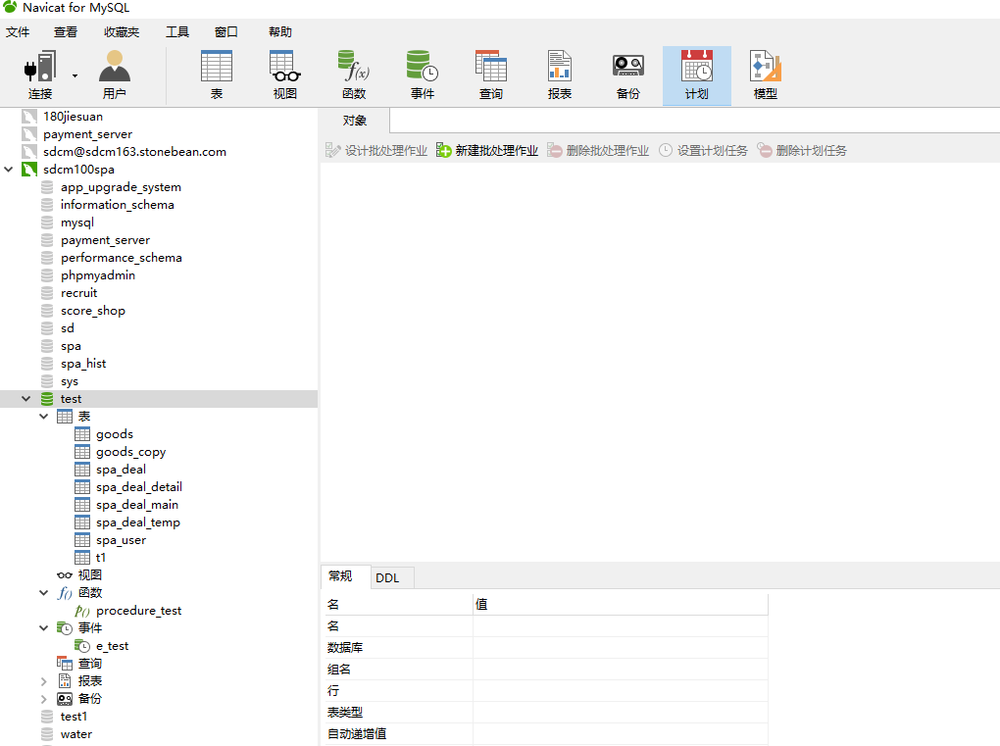 Navicat for MySQL
文件 查看 收藏夹 工具 窗口 帮助
连接 用户 表 视图 函数 事件 查询 报表 备份 计划 模型
180jiesuan
payment_server
sdcm@sdcm163.stonebean.com
sdcm100spa
app_upgrade_system
information_schema
mysql
payment_server
performance_schema
phpmyadmin
recruit
score_shop
sd
spa
spa_hist
sys
test
表
goods
goods_copy
spa_deal
spa_deal_detail
spa_deal_main
spa_deal_temp
spa_user
t1
视图
函数
procedure_test
事件
e_test
查询
报表
备份
test1
water
对象
设计批处理作业 新建批处理作业 删除批处理作业 设置计划任务 删除计划任务
常规 DDL
名 值
名
数据库
组名
行
表类型
自动递增值